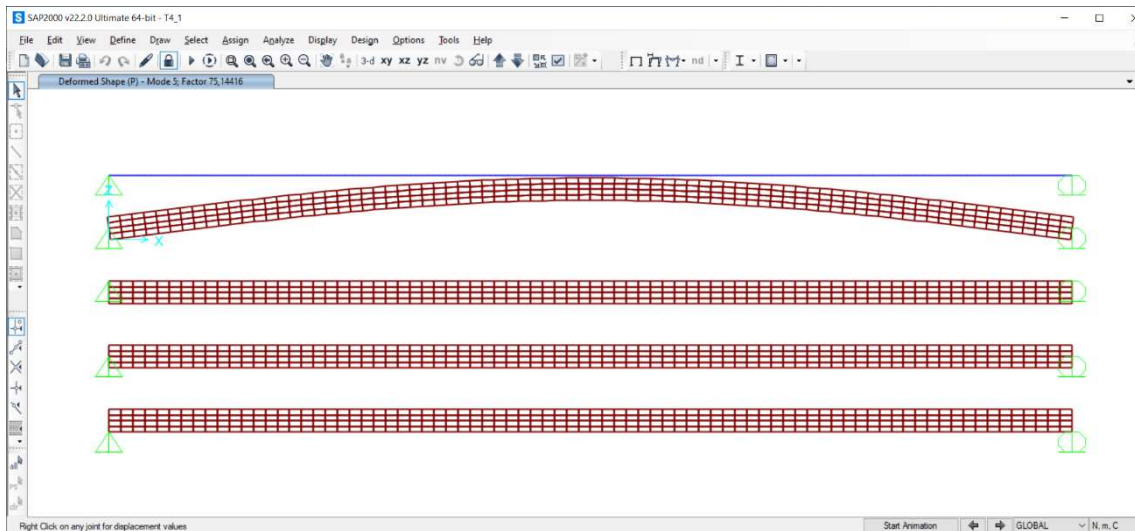 SAP2000 v22.2.0 Ultimate 64-bit - T4_1
File Edit View Define Draw Select Assign Analyze Display Design Options Tools Help
3-d xy xz yz nv nd
Deformed Shape (P) - Mode 5; Factor 75,14416
Z
X
all
Right Click on any joint for displacement values
Start Animation
GLOBAL
N, m, C